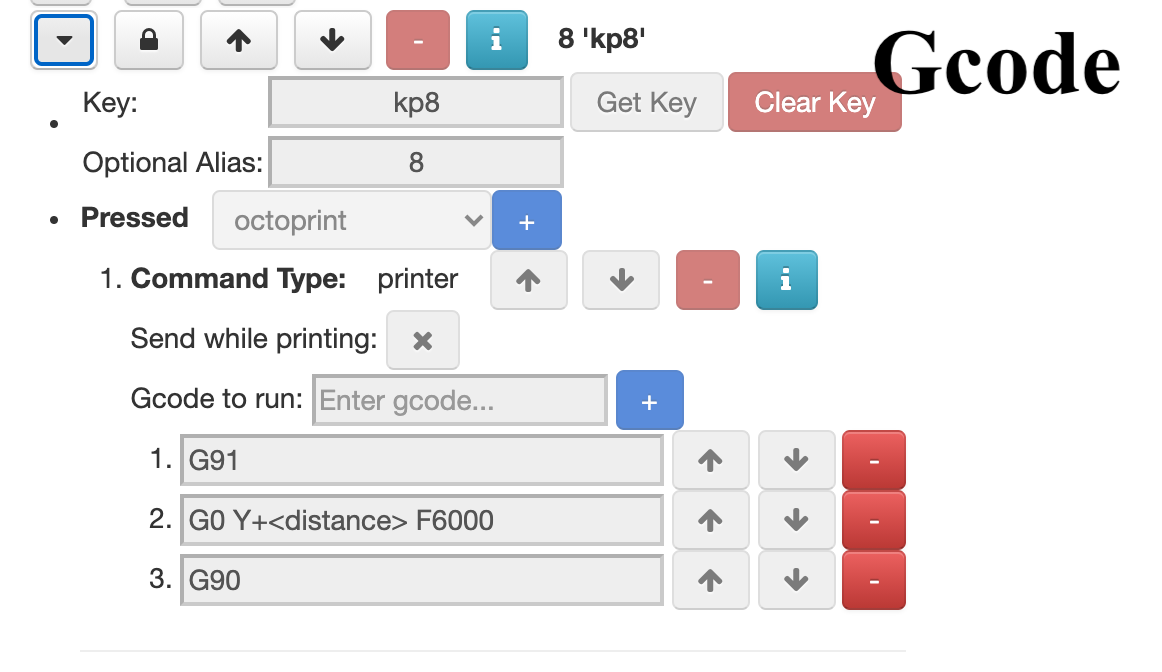 - i 8 'kp8' Gcode
Key: kp8 Get Key Clear Key
Optional Alias: 8
• Pressed octoprint +
1. Command Type: printer - i
Send while printing:
Gcode to run: Enter gcode... +
1. G91 -
2. G0 Y+<distance> F6000 -
3. G90 -